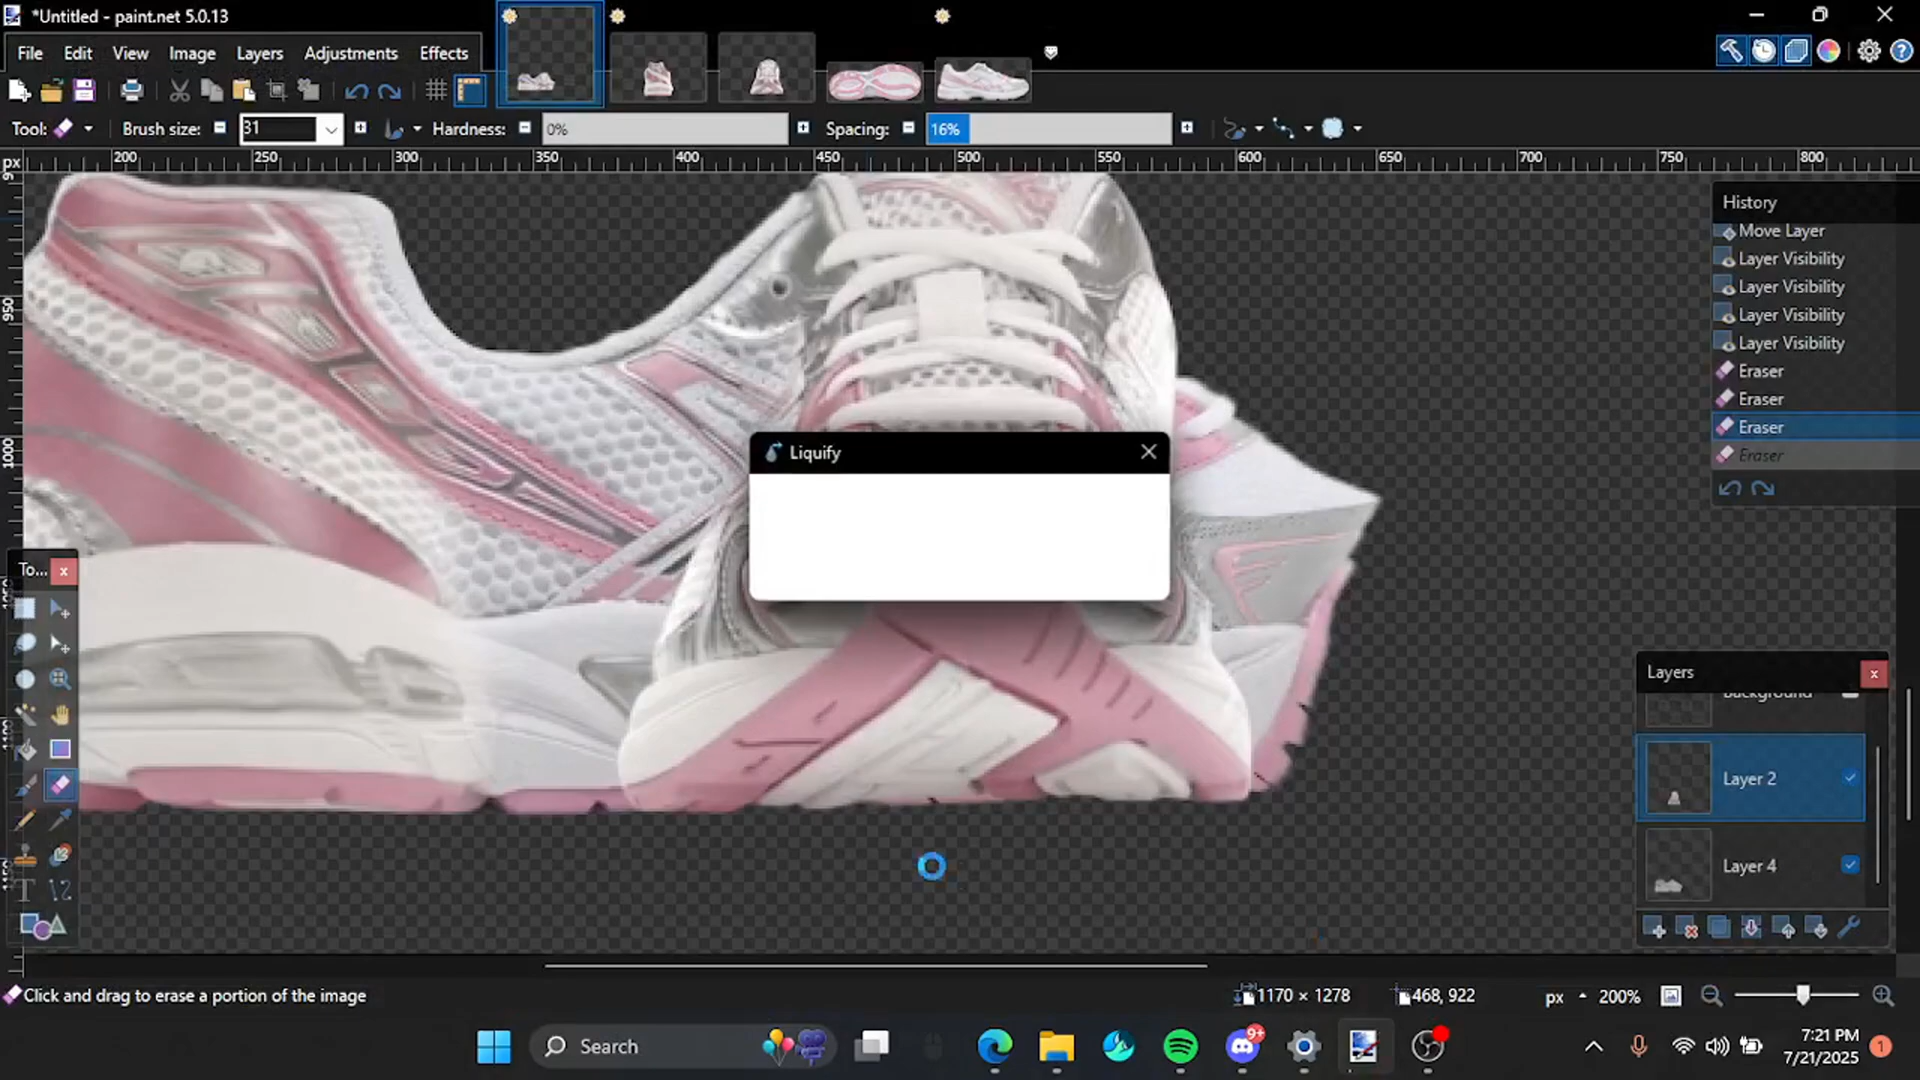 *Untitled - paint.net 5.0.13
File Edit View Image Layers Adjustments Effects
Tool: Brush size: 31 Hardness: 0% Spacing: 16%
px 200 250 300 350 400 450 500 550 600 650 700 750 800
950
1000
History
Move Layer
Layer Visibility
Layer Visibility
Layer Visibility
Layer Visibility
Eraser
Eraser
Eraser
Eraser
Liquify
To...
Layers
Background
Layer 2
Layer 4
Click and drag to erase a portion of the image
1170 × 1278 468, 922 px 200%
Search
9+
7:21 PM
7/21/2025
1